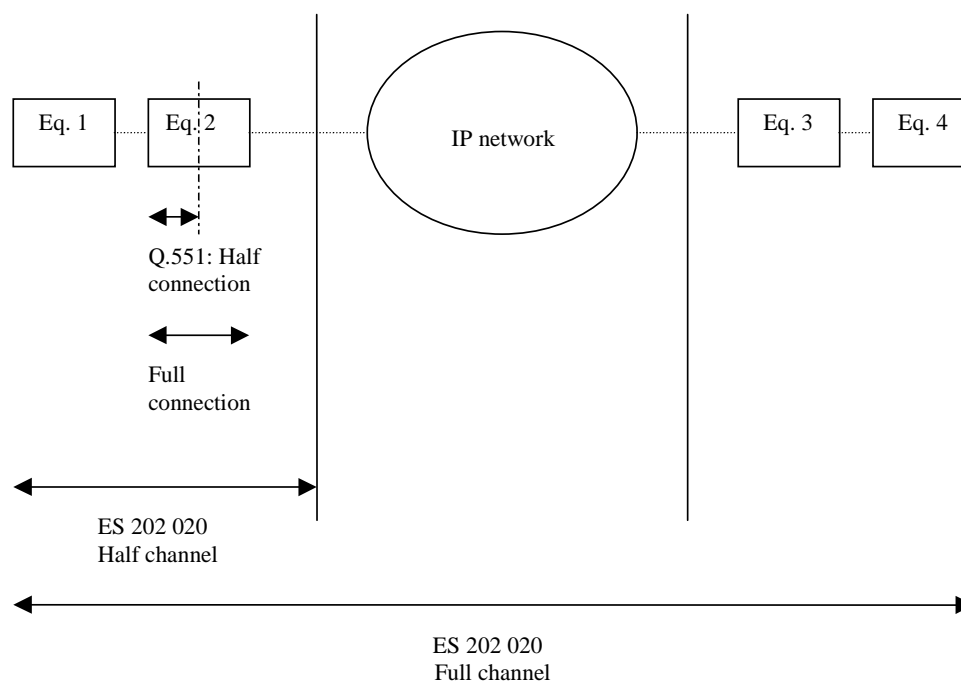 Eq. 1
Eq. 2
IP network
Eq. 3
Eq. 4
Q.551: Half
connection
Full
connection
ES 202 020
Half channel
ES 202 020
Full channel